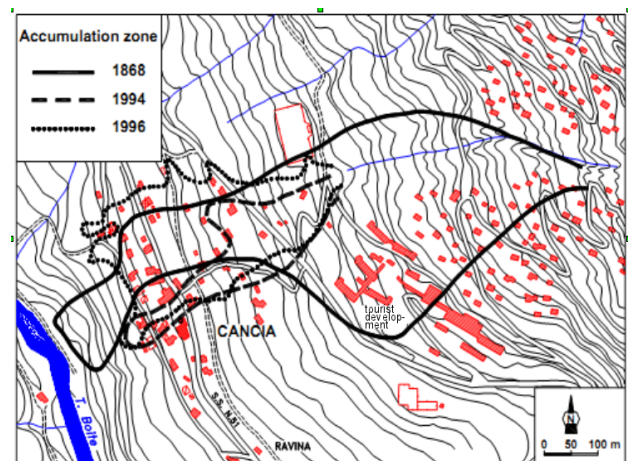 Accumulation zone
1868
1994
1996
tourist
develop-
ment
CANCIA
T. Boite
S.S. N.51
RAVINA
N
0 50 100 m